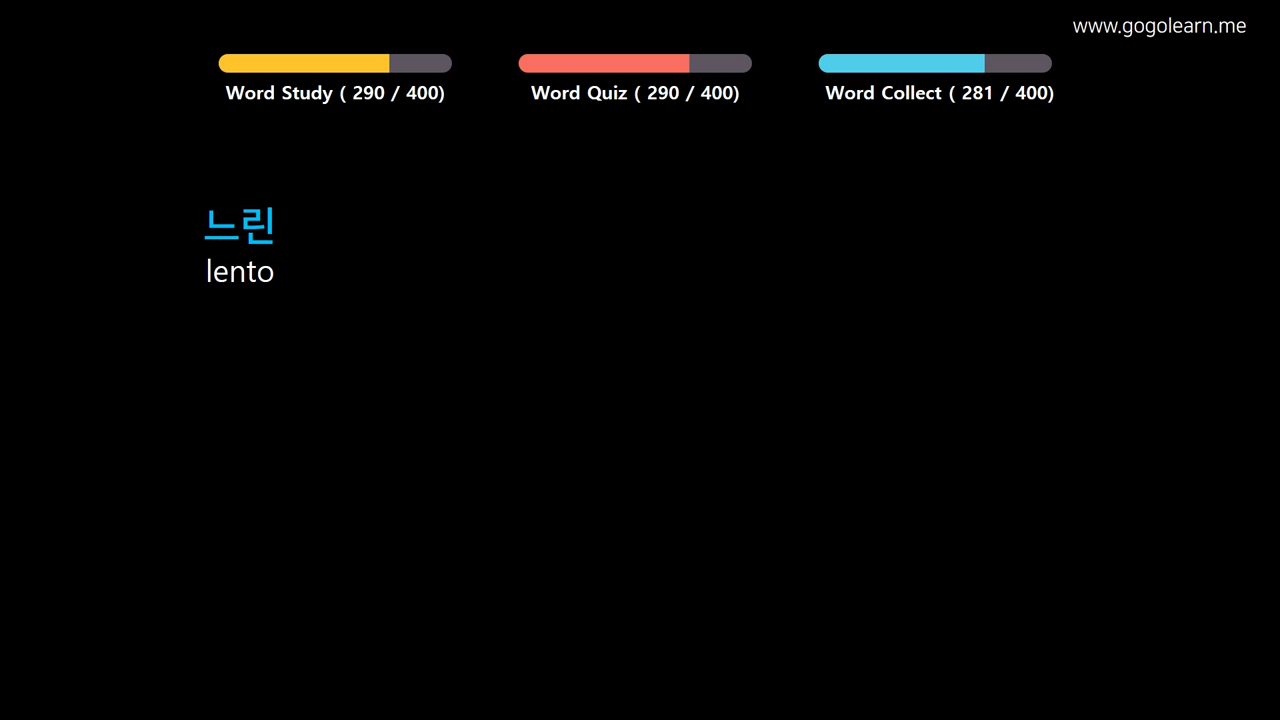 www.gogolearn.me
Word Study ( 290 / 400)
Word Quiz ( 290 / 400)
Word Collect ( 281 / 400)
느린
lento